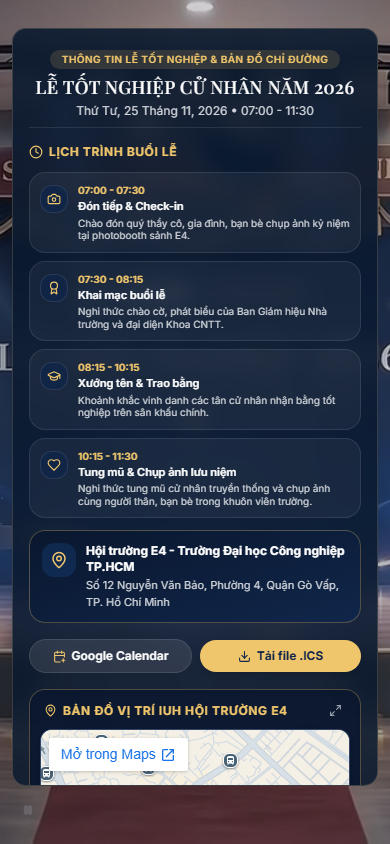 THÔNG TIN LỄ TỐT NGHIỆP & BẢN ĐỒ CHỈ ĐƯỜNG
LỄ TỐT NGHIỆP CỬ NHÂN NĂM 2026
Thứ Tư, 25 Tháng 11, 2026 • 07:00 - 11:30
LỊCH TRÌNH BUỔI LỄ
07:00 - 07:30
Đón tiếp & Check-in
Chào đón quý thầy cô, gia đình, bạn bè chụp ảnh kỷ niệm
tại photobooth sảnh E4.
07:30 - 08:15
Khai mạc buổi lễ
Nghi thức chào cờ, phát biểu của Ban Giám hiệu Nhà
trường và đại diện Khoa CNTT.
08:15 - 10:15
Xướng tên & Trao bằng
Khoảnh khắc vinh danh các tân cử nhân nhận bằng tốt
nghiệp trên sân khấu chính.
10:15 - 11:30
Tung mũ & Chụp ảnh lưu niệm
Nghi thức tung mũ cử nhân truyền thống và chụp ảnh
cùng người thân, bạn bè trong khuôn viên trường.
Hội trường E4 - Trường Đại học Công nghiệp
TP.HCM
Số 12 Nguyễn Văn Bảo, Phường 4, Quận Gò Vấp,
TP. Hồ Chí Minh
Google Calendar
Tải file .ICS
BẢN ĐỒ VỊ TRÍ IUH HỘI TRƯỜNG E4
Mở trong Maps